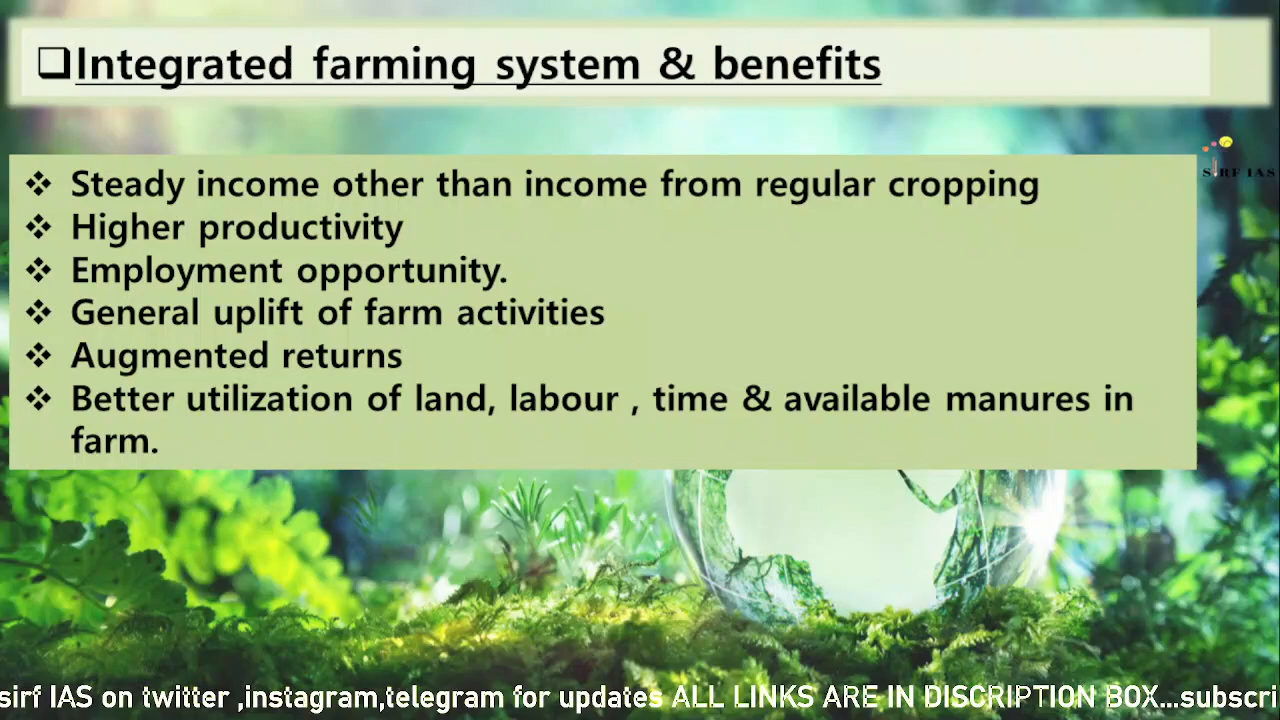 ❑Integrated farming system & benefits
SIRF IAS
❖ Steady income other than income from regular cropping
❖ Higher productivity
❖ Employment opportunity.
❖ General uplift of farm activities
❖ Augmented returns
❖ Better utilization of land, labour , time & available manures in
farm.
sirf IAS on twitter ,instagram,telegram for updates ALL LINKS ARE IN DISCRIPTION BOX...subscri